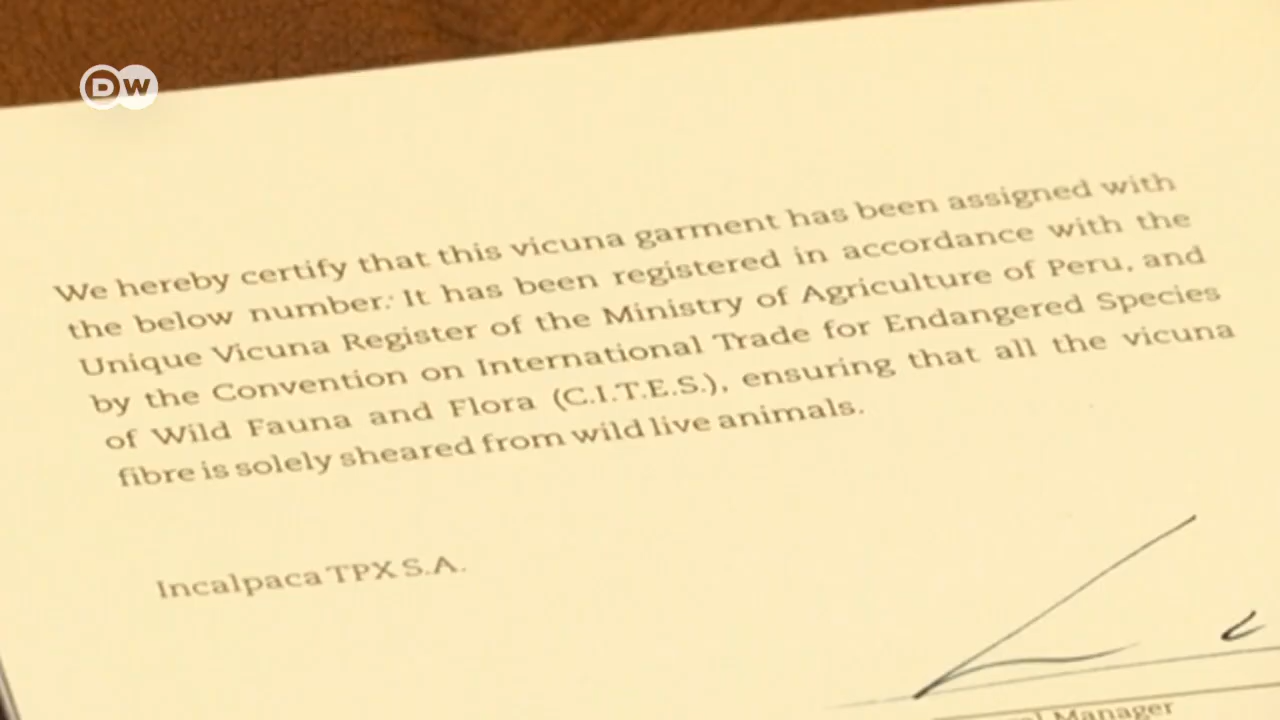 DW
We hereby certify that this vicuna garment has been assigned with
the below number. It has been registered in accordance with the
Unique Vicuna Register of the Ministry of Agriculture of Peru, and
by the Convention on International Trade for Endangered Species
of Wild Fauna and Flora (C.I.T.E.S.), ensuring that all the vicuna
fibre is solely sheared from wild live animals.
Incalpaca TPX S.A.
Manager